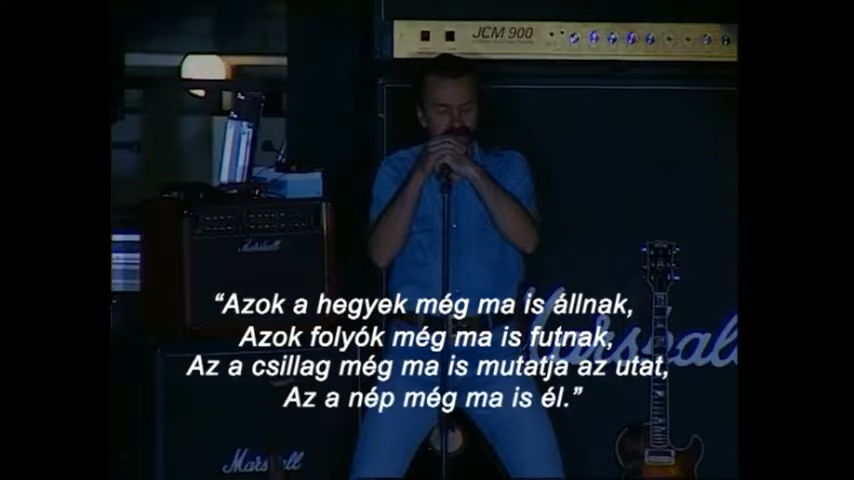 JCM 900
Marshall
“Azok a hegyek még ma is állnak,
Azok folyók még ma is futnak,
Marshall
Az a csillag még ma is mutatja az utat,
Az a nép még ma is él.”
Marshall